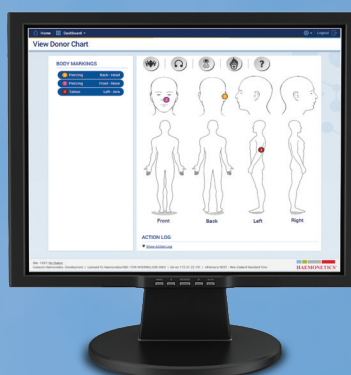 Home Dashboard
Logout
View Donor Chart
BODY MARKINGS
Piercing Back - Head
Piercing Front - Nose
Tattoo Left - Arm
?
Front Back Left Right
ACTION LOG
Show Action Log
HAEMONETICS